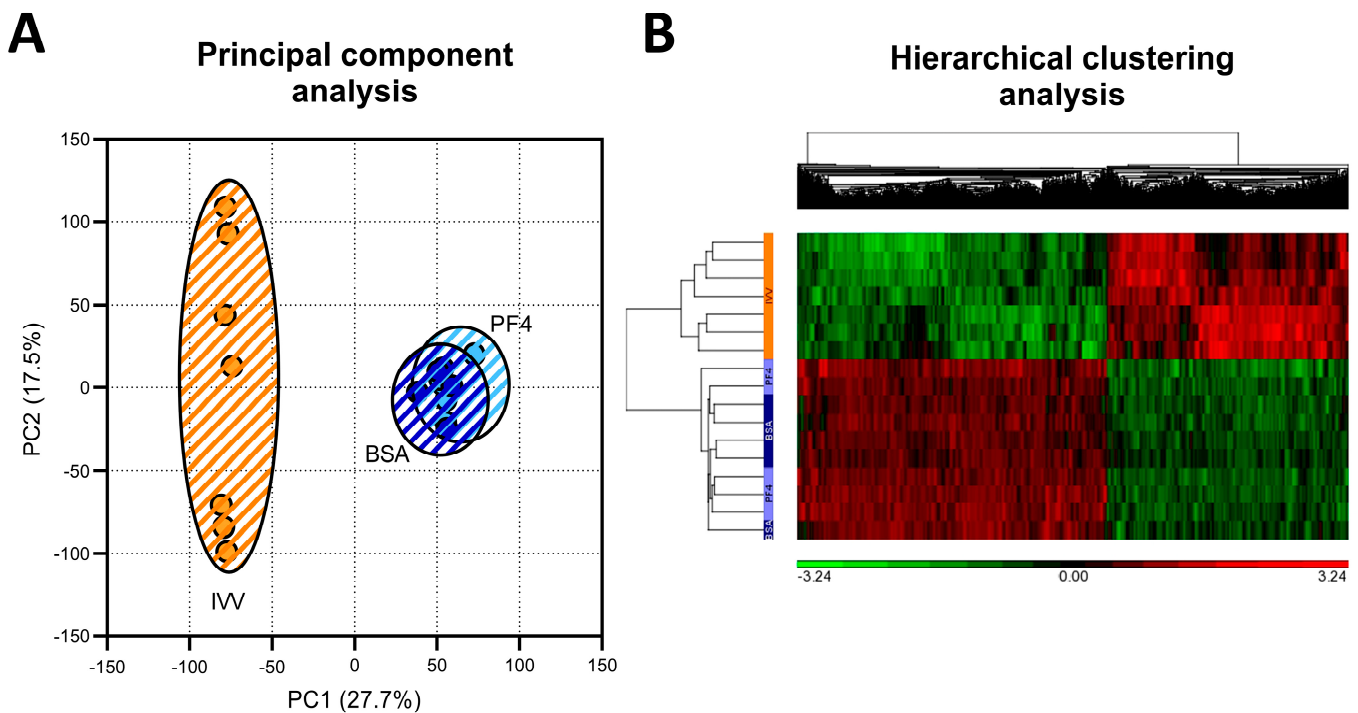 A
Principal component
analysis
150
100
50
0
-50
-100
-150
PC2 (17.5%)
PF4
BSA
IVV
-150
-100
-50
0
50
100
150
PC1 (27.7%)
B
Hierarchical clustering
analysis
IVV
PF4
BSA
PF4
BSA
-3.24
0.00
3.24